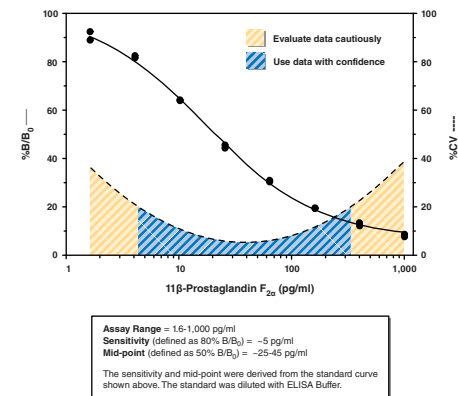 100
80
60
40
20
0
%B/B0 —
100
80
60
40
20
0
%CV ----
Evaluate data cautiously
Use data with confidence
1
10
100
1,000
11β-Prostaglandin F2α (pg/ml)
Assay Range = 1.6-1,000 pg/ml
Sensitivity (defined as 80% B/B0) = ~5 pg/ml
Mid-point (defined as 50% B/B0) = ~25-45 pg/ml
The sensitivity and mid-point were derived from the standard curve
shown above. The standard was diluted with ELISA Buffer.